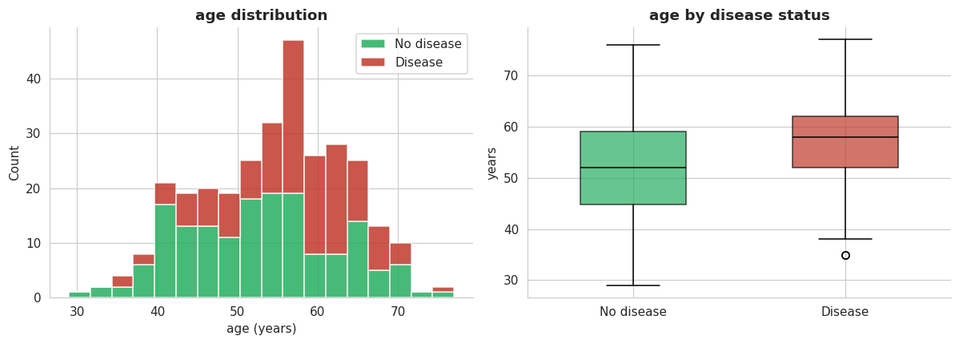 age distribution
No disease
Disease
Count
40
30
20
10
0
30 40 50 60 70
age (years)
age by disease status
years
70
60
50
40
30
No disease Disease